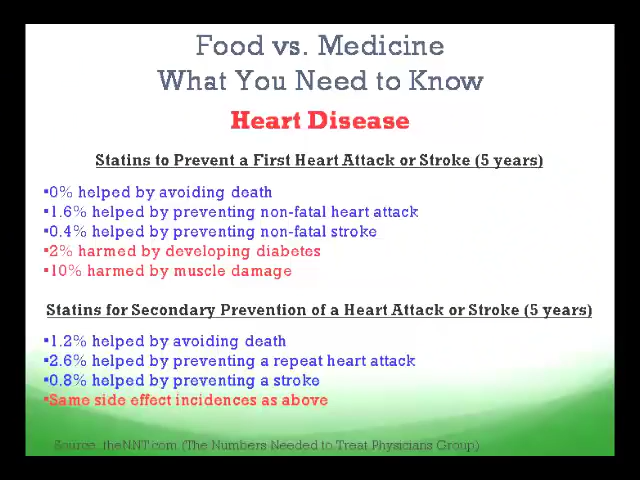 Food vs. Medicine
What You Need to Know
Heart Disease
Statins to Prevent a First Heart Attack or Stroke (5 years)
▪0% helped by avoiding death
▪1.6% helped by preventing non-fatal heart attack
▪0.4% helped by preventing non-fatal stroke
▪2% harmed by developing diabetes
▪10% harmed by muscle damage
Statins for Secondary Prevention of a Heart Attack or Stroke (5 years)
▪1.2% helped by avoiding death
▪2.6% helped by preventing a repeat heart attack
▪0.8% helped by preventing a stroke
▪Same side effect incidences as above
Source: theNNT.com (The Numbers Needed to Treat Physicians Group)